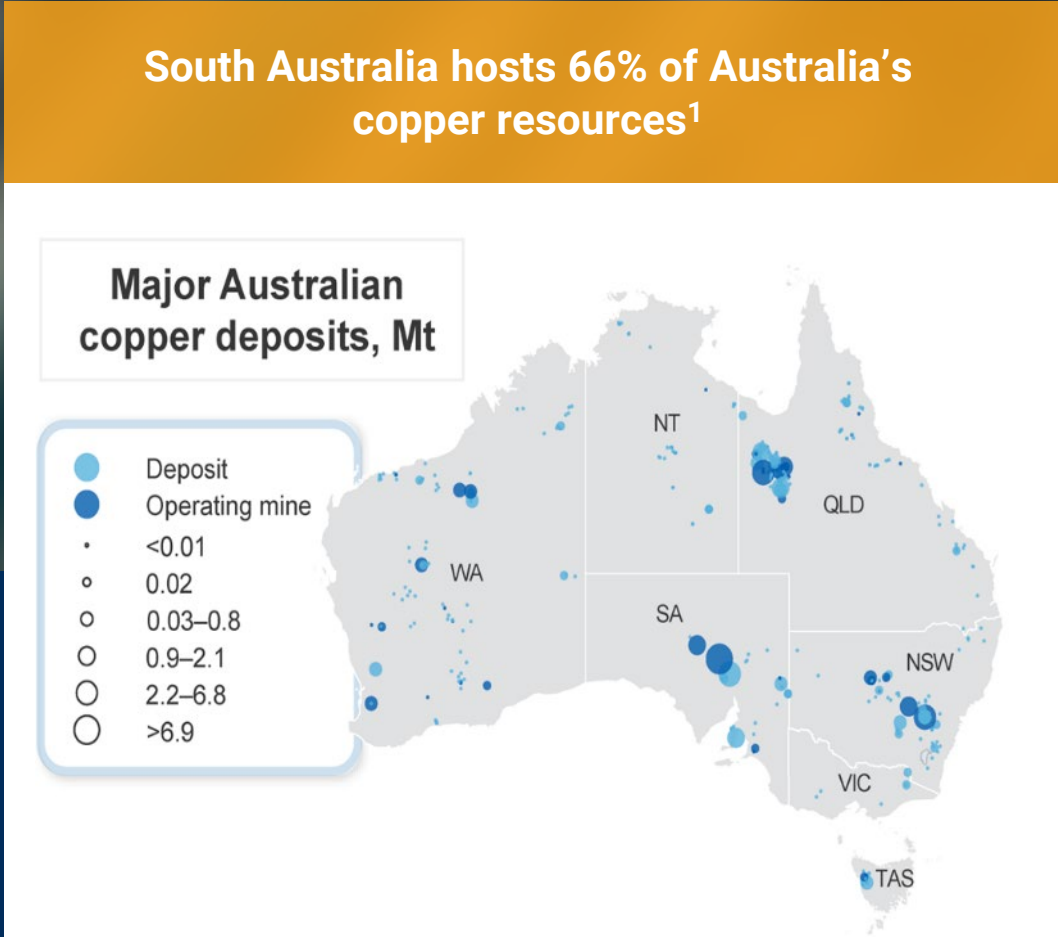 South Australia hosts 66% of Australia’s
copper resources¹
Major Australian
copper deposits, Mt
Deposit
Operating mine
<0.01
0.02
0.03–0.8
0.9–2.1
2.2–6.8
>6.9
NT
QLD
WA
SA
NSW
VIC
TAS